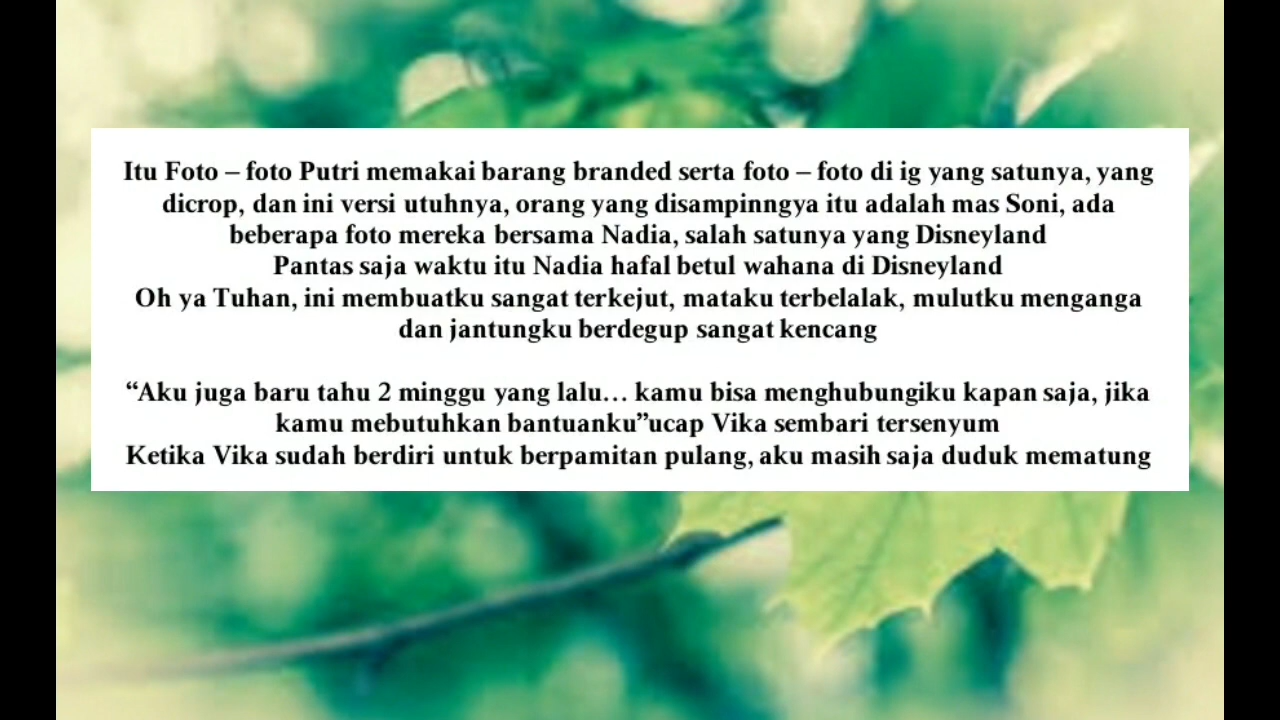 Itu Foto – foto Putri memakai barang branded serta foto – foto di ig yang satunya, yang
dicrop, dan ini versi utuhnya, orang yang disampinngya itu adalah mas Soni, ada
beberapa foto mereka bersama Nadia, salah satunya yang Disneyland
Pantas saja waktu itu Nadia hafal betul wahana di Disneyland
Oh ya Tuhan, ini membuatku sangat terkejut, mataku terbelalak, mulutku menganga
dan jantungku berdegup sangat kencang
“Aku juga baru tahu 2 minggu yang lalu… kamu bisa menghubungiku kapan saja, jika
kamu mebutuhkan bantuanku”ucap Vika sembari tersenyum
Ketika Vika sudah berdiri untuk berpamitan pulang, aku masih saja duduk mematung